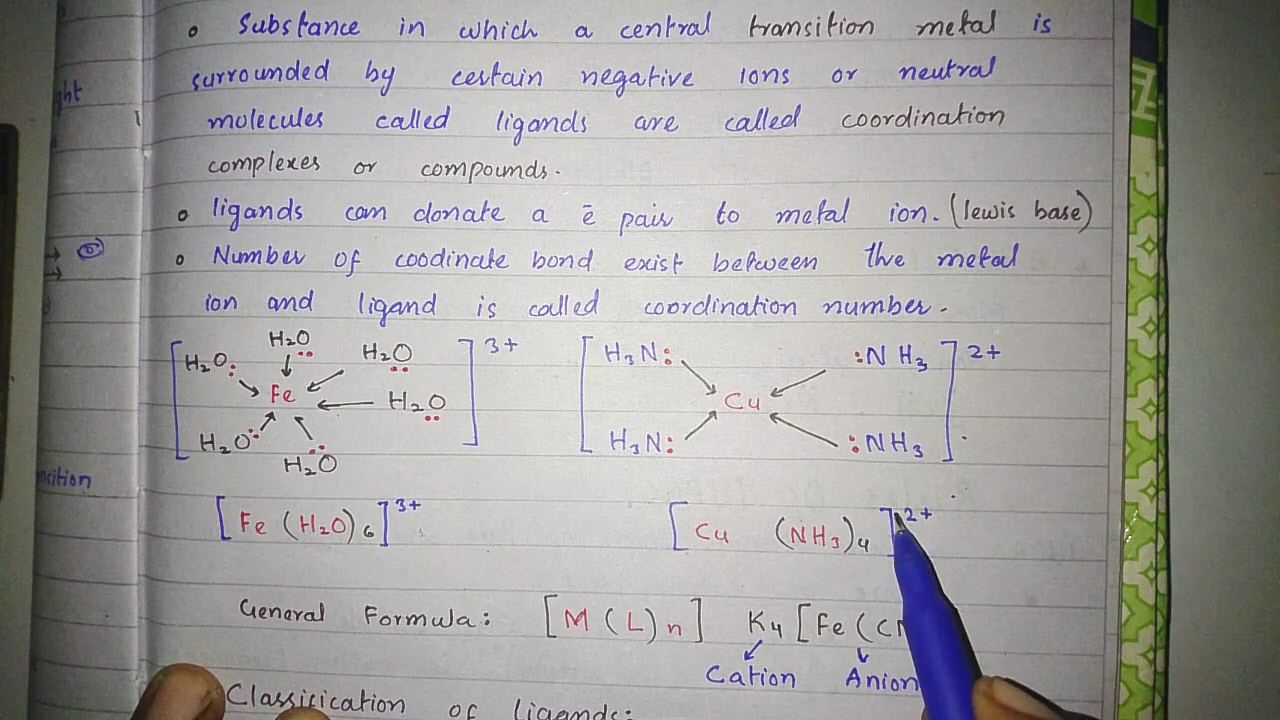 • Substance in which a central transition metal is
surrounded by certain negative ions or neutral
molecules called ligands are called coordination
complexes or compounds.
• ligands can donate a ē pair to metal ion. (lewis base)
• Number of coodinate bond exist between the metal
ion and ligand is called coordination number.
[H₂O: H₂O H₂O Fe H₂O H₂O: H₂O]³⁺
[H₃N: :NH₃ Cu H₃N: :NH₃]²⁺
[Fe (H₂O)₆]³⁺ [Cu (NH₃)₄]²⁺
General Formula: [M (L)n] K₄ [Fe (
Cation Anion
Classification of ligands:
ght
nsition